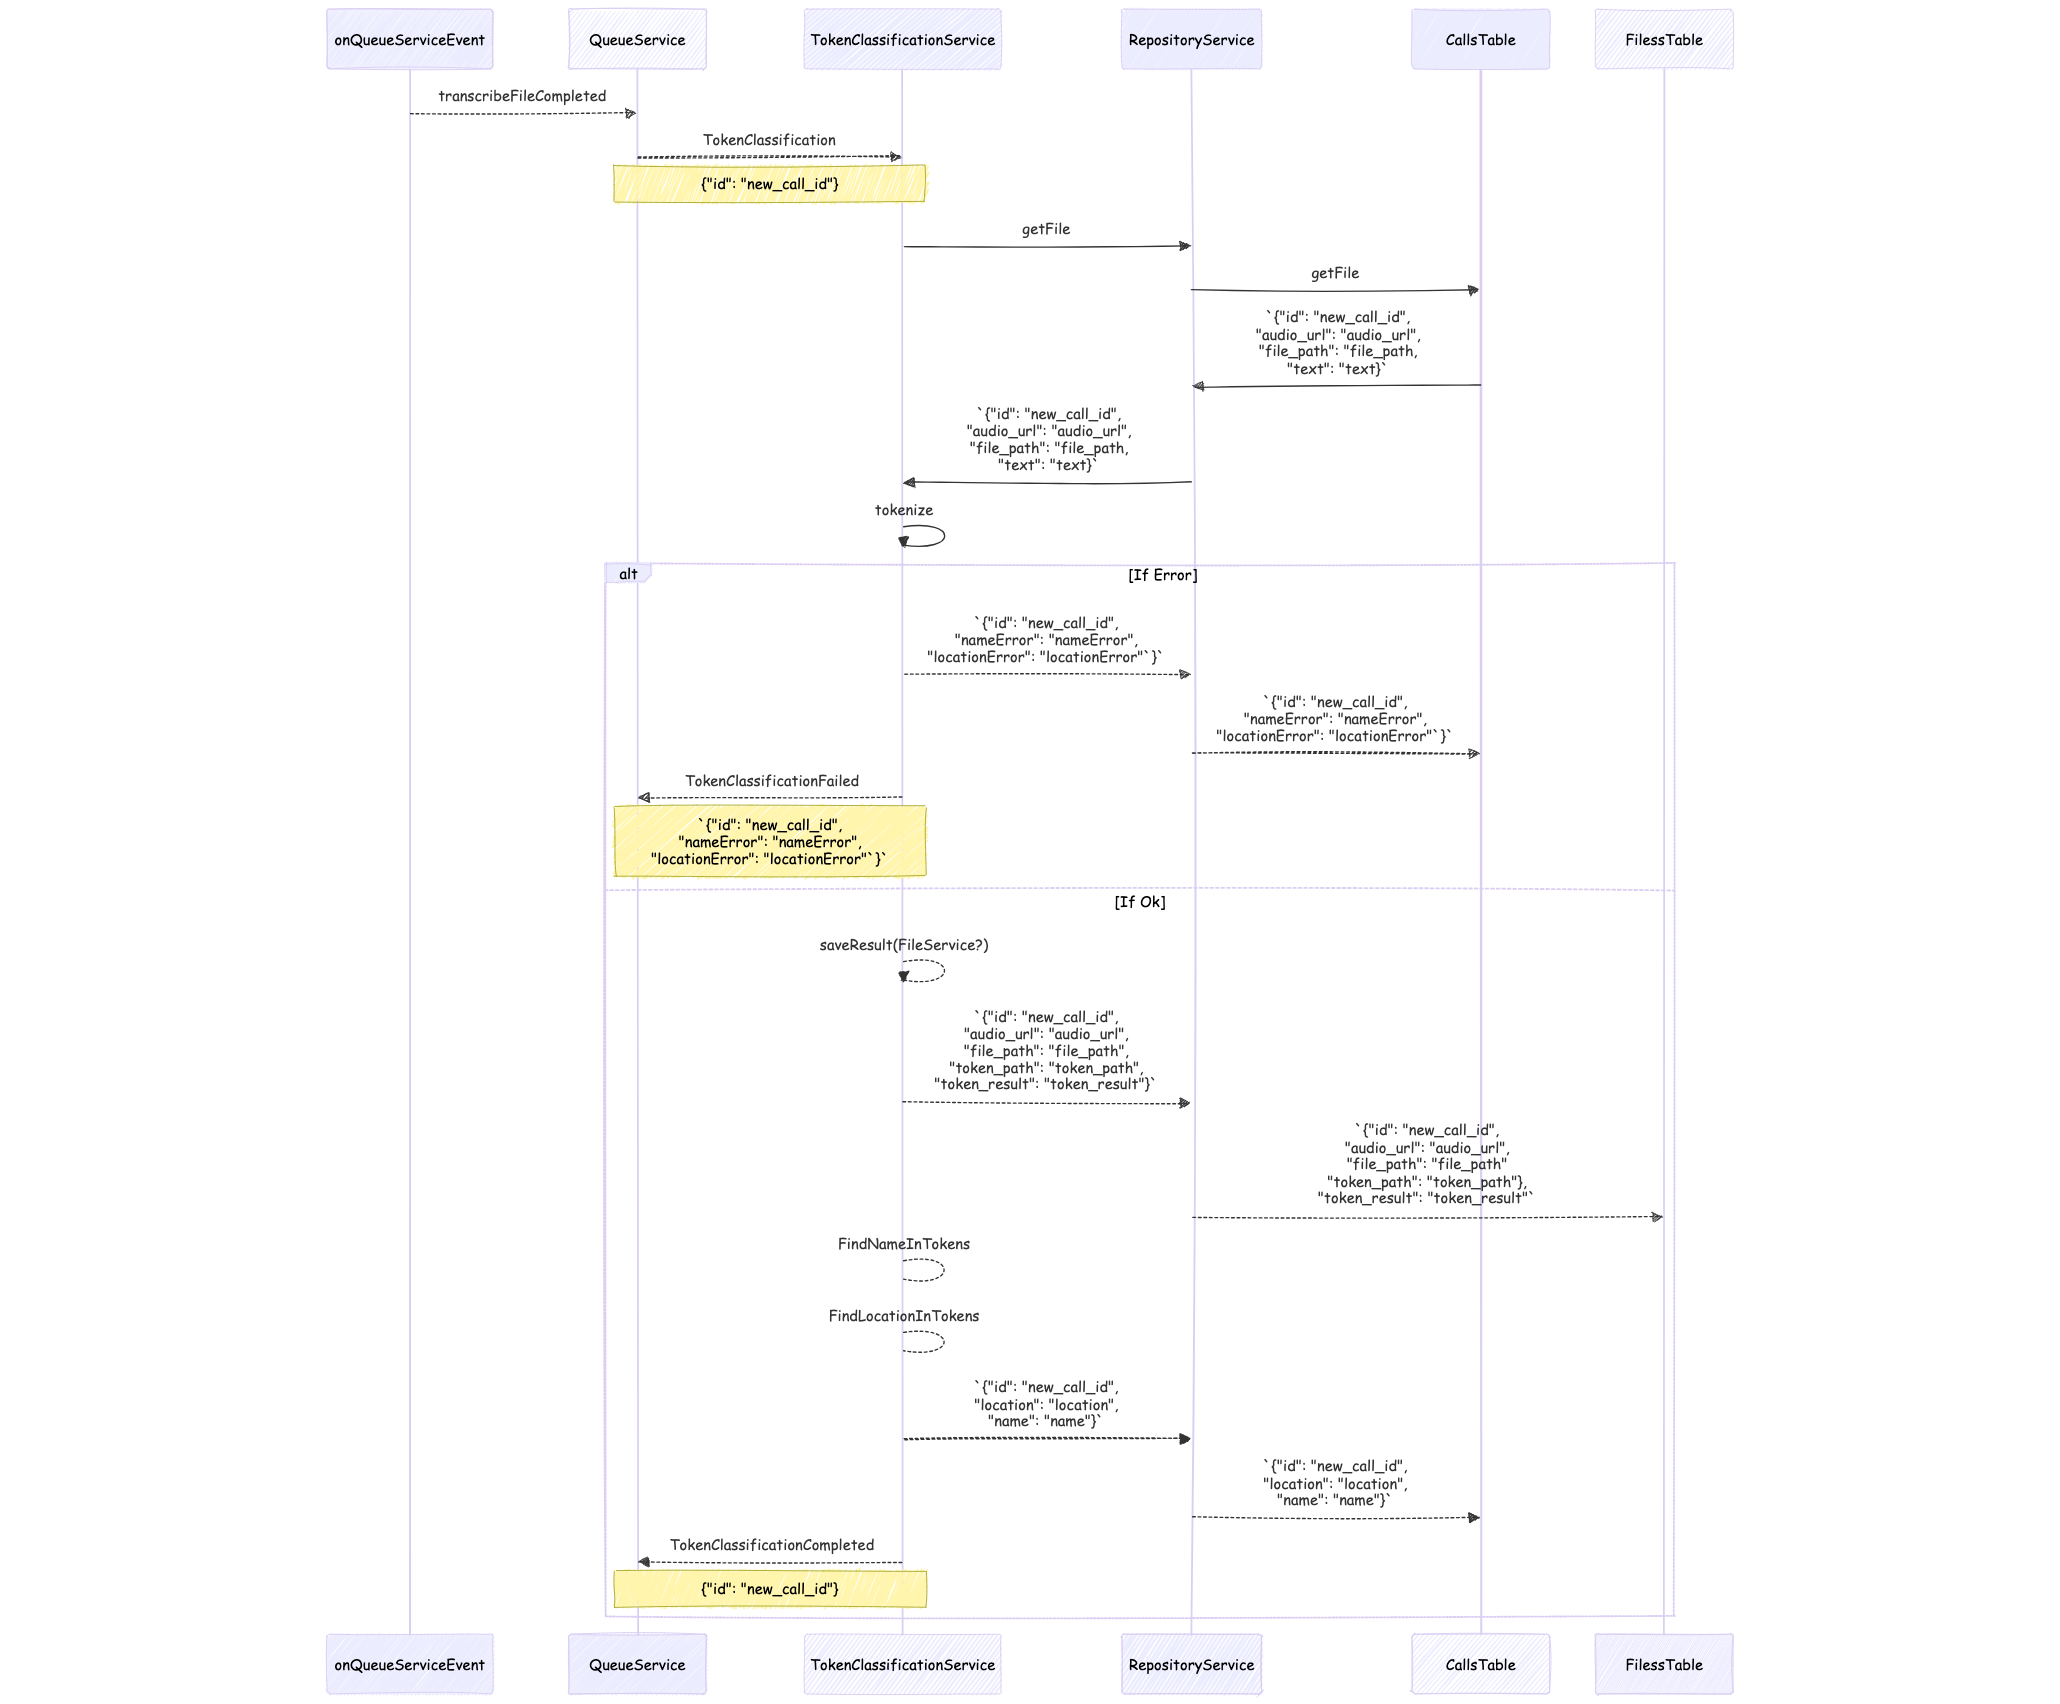 onQueueServiceEvent
QueueService
TokenClassificationService
RepositoryService
CallsTable
FilessTable
transcribeFileCompleted
TokenClassification
{"id": "new_call_id"}
getFile
getFile
`{"id": "new_call_id",
"audio_url": "audio_url",
"file_path": "file_path,
"text": "text}`
`{"id": "new_call_id",
"audio_url": "audio_url",
"file_path": "file_path,
"text": "text}`
tokenize
alt
[If Error]
`{"id": "new_call_id",
"nameError": "nameError",
"locationError": "locationError"`}`
`{"id": "new_call_id",
"nameError": "nameError",
"locationError": "locationError"`}`
TokenClassificationFailed
`{"id": "new_call_id",
"nameError": "nameError",
"locationError": "locationError"`}`
[If Ok]
saveResult(FileService?)
`{"id": "new_call_id",
"audio_url": "audio_url",
"file_path": "file_path",
"token_path": "token_path",
"token_result": "token_result"}`
`{"id": "new_call_id",
"audio_url": "audio_url",
"file_path": "file_path"
"token_path": "token_path"},
"token_result": "token_result"`
FindNameInTokens
FindLocationInTokens
`{"id": "new_call_id",
"location": "location",
"name": "name"}`
`{"id": "new_call_id",
"location": "location",
"name": "name"}`
TokenClassificationCompleted
{"id": "new_call_id"}
onQueueServiceEvent
QueueService
TokenClassificationService
RepositoryService
CallsTable
FilessTable